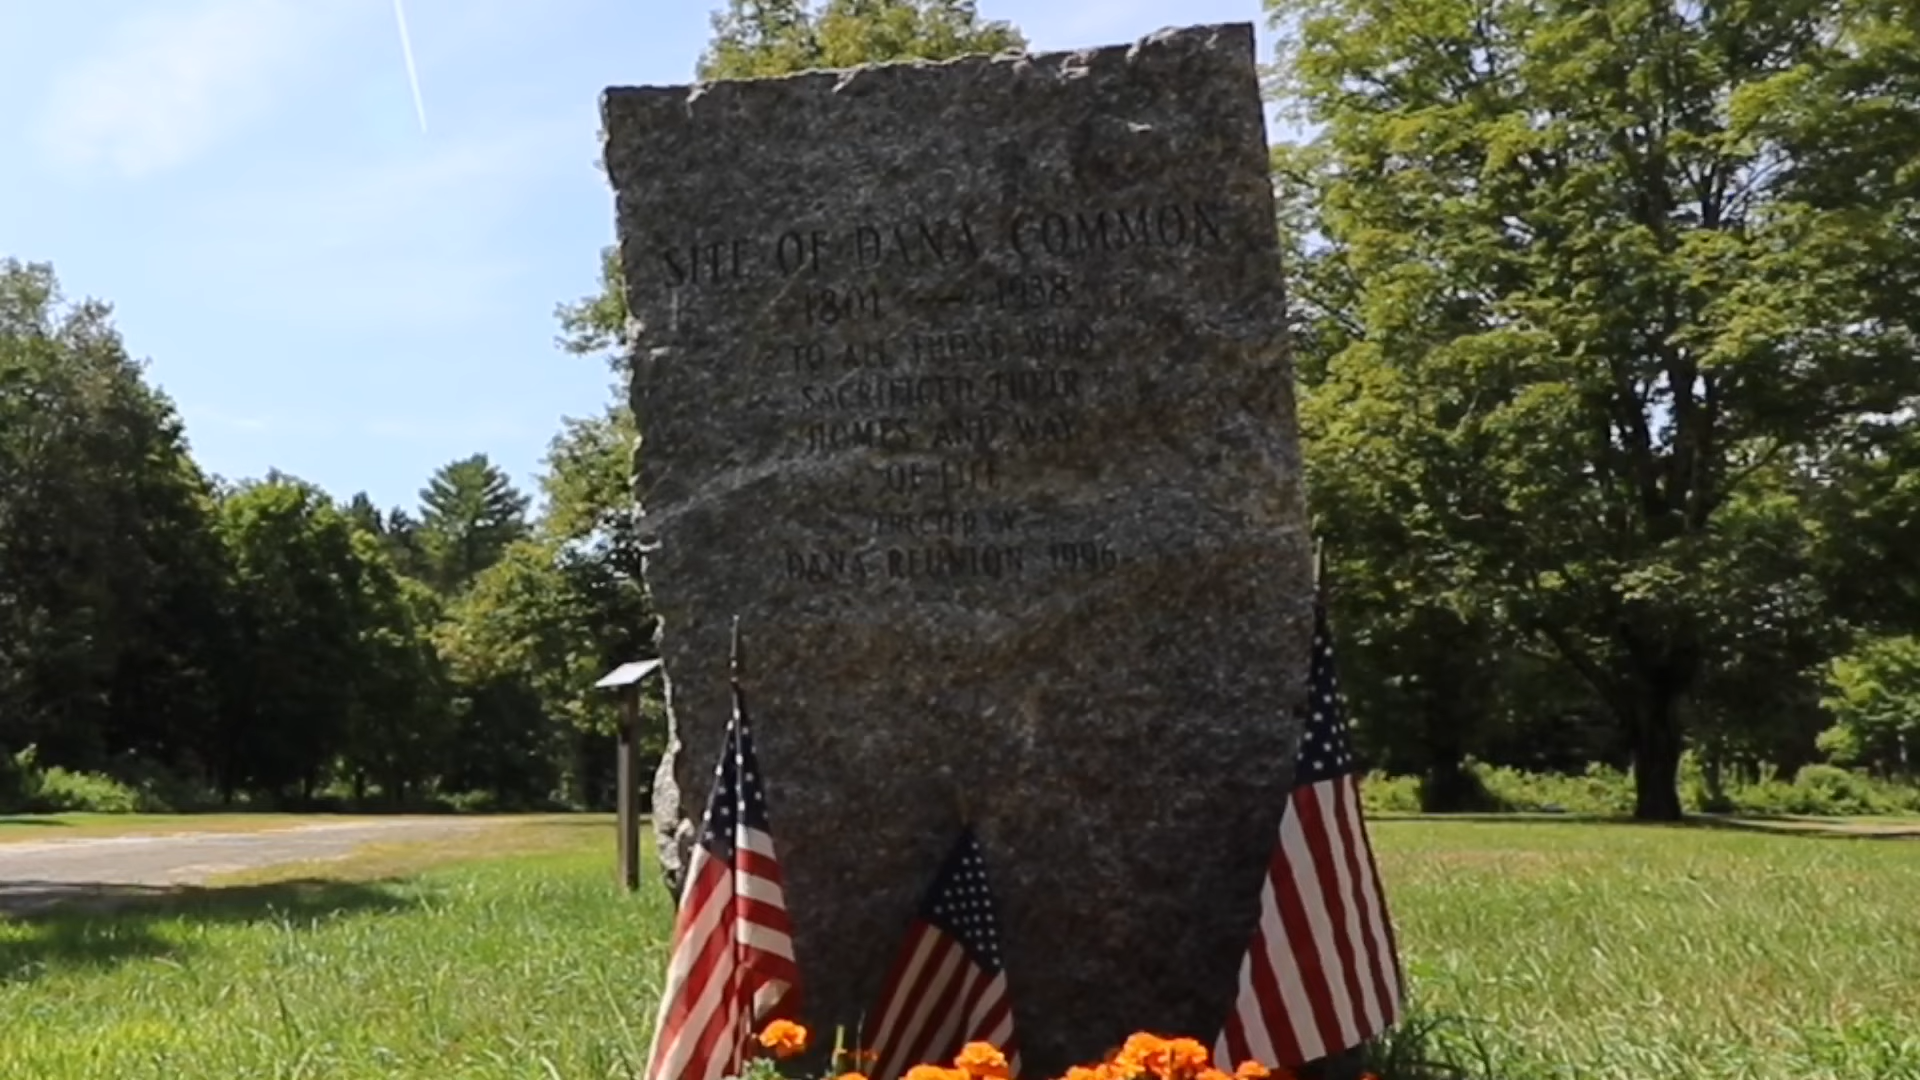 SITE OF DANA COMMON
1801 — 1938
TO ALL THOSE WHO
SACRIFICED THEIR
HOMES AND WAY
OF LIFE
ERECTED BY
DANA REUNION 1996